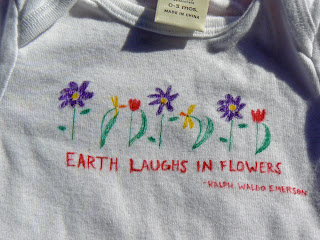 0-3 mos.
MADE IN CHINA
EARTH LAUGHS IN FLOWERS
-RALPH WALDO EMERSON